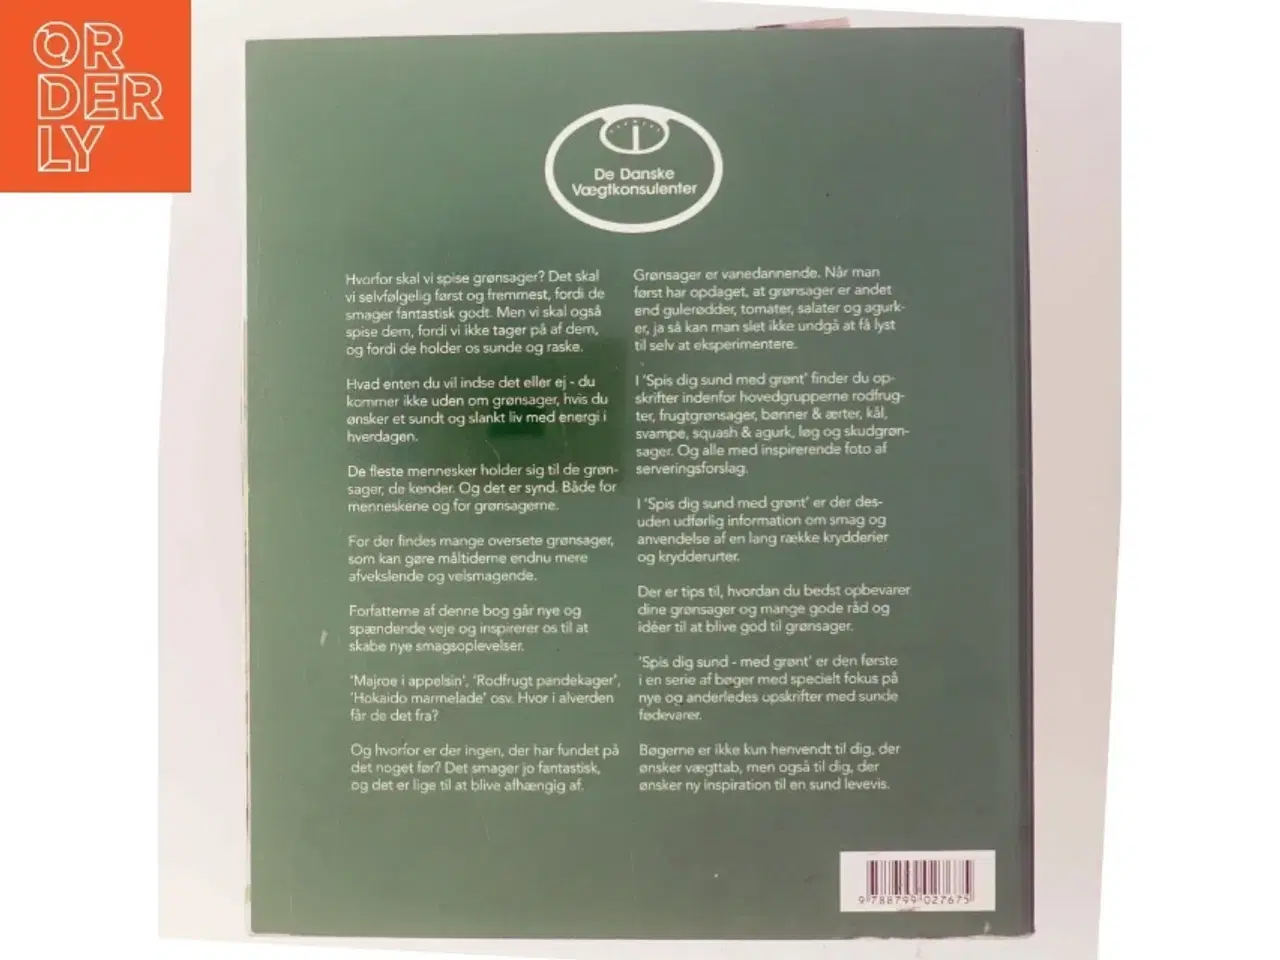 OR
DER
LY
De Danske
Vægtkonsulenter
Hvorfor skal vi spise grønsager? Det skal
vi selvfølgelig først og fremmest, fordi de
smager fantastisk godt. Men vi skal også
spise dem, fordi vi ikke tager på af dem,
og fordi de holder os sunde og raske.
Hvad enten du vil indse det eller ej - du
kommer ikke uden om grønsager, hvis du
ønsker et sundt og slankt liv med energi i
hverdagen.
De fleste mennesker holder sig til de grøn-
sager, de kender. Og det er synd. Både for
menneskene og for grønsagerne.
For der findes mange oversete grønsager,
som kan gøre måltiderne endnu mere
afvekslende og velsmagende.
Forfatterne af denne bog går nye og
spændende veje og inspirerer os til at
skabe nye smagsoplevelser.
'Majroe i appelsin', 'Rodfrugt pandekager',
'Hokaido marmelade' osv. Hvor i alverden
får de det fra?
Og hvorfor er der ingen, der har fundet på
det noget før? Det smager jo fantastisk,
og det er lige til at blive afhængig af.
Grønsager er vanedannende. Når man
først har opdaget, at grønsager er andet
end gulerødder, tomater, salater og agurk-
er, ja så kan man slet ikke undgå at få lyst
til selv at eksperimentere.
I 'Spis dig sund med grønt' finder du op-
skrifter indenfor hovedgrupperne rodfrug-
ter, frugtgrønsager, bønner & ærter, kål,
svampe, squash & agurk, løg og skudgrøn-
sager. Og alle med inspirerende foto af
serveringsforslag.
I 'Spis dig sund med grønt' er der des-
uden udførlig information om smag og
anvendelse af en lang række krydderier
og krydderurter.
Der er tips til, hvordan du bedst opbevarer
dine grønsager og mange gode råd og
idéer til at blive god til grønsager.
'Spis dig sund - med grønt' er den første
i en serie af bøger med specielt fokus på
nye og anderledes opskrifter med sunde
fødevarer.
Bøgerne er ikke kun henvendt til dig, der
ønsker vægttab, men også til dig, der
ønsker ny inspiration til en sund levevis.
9 788799 027675